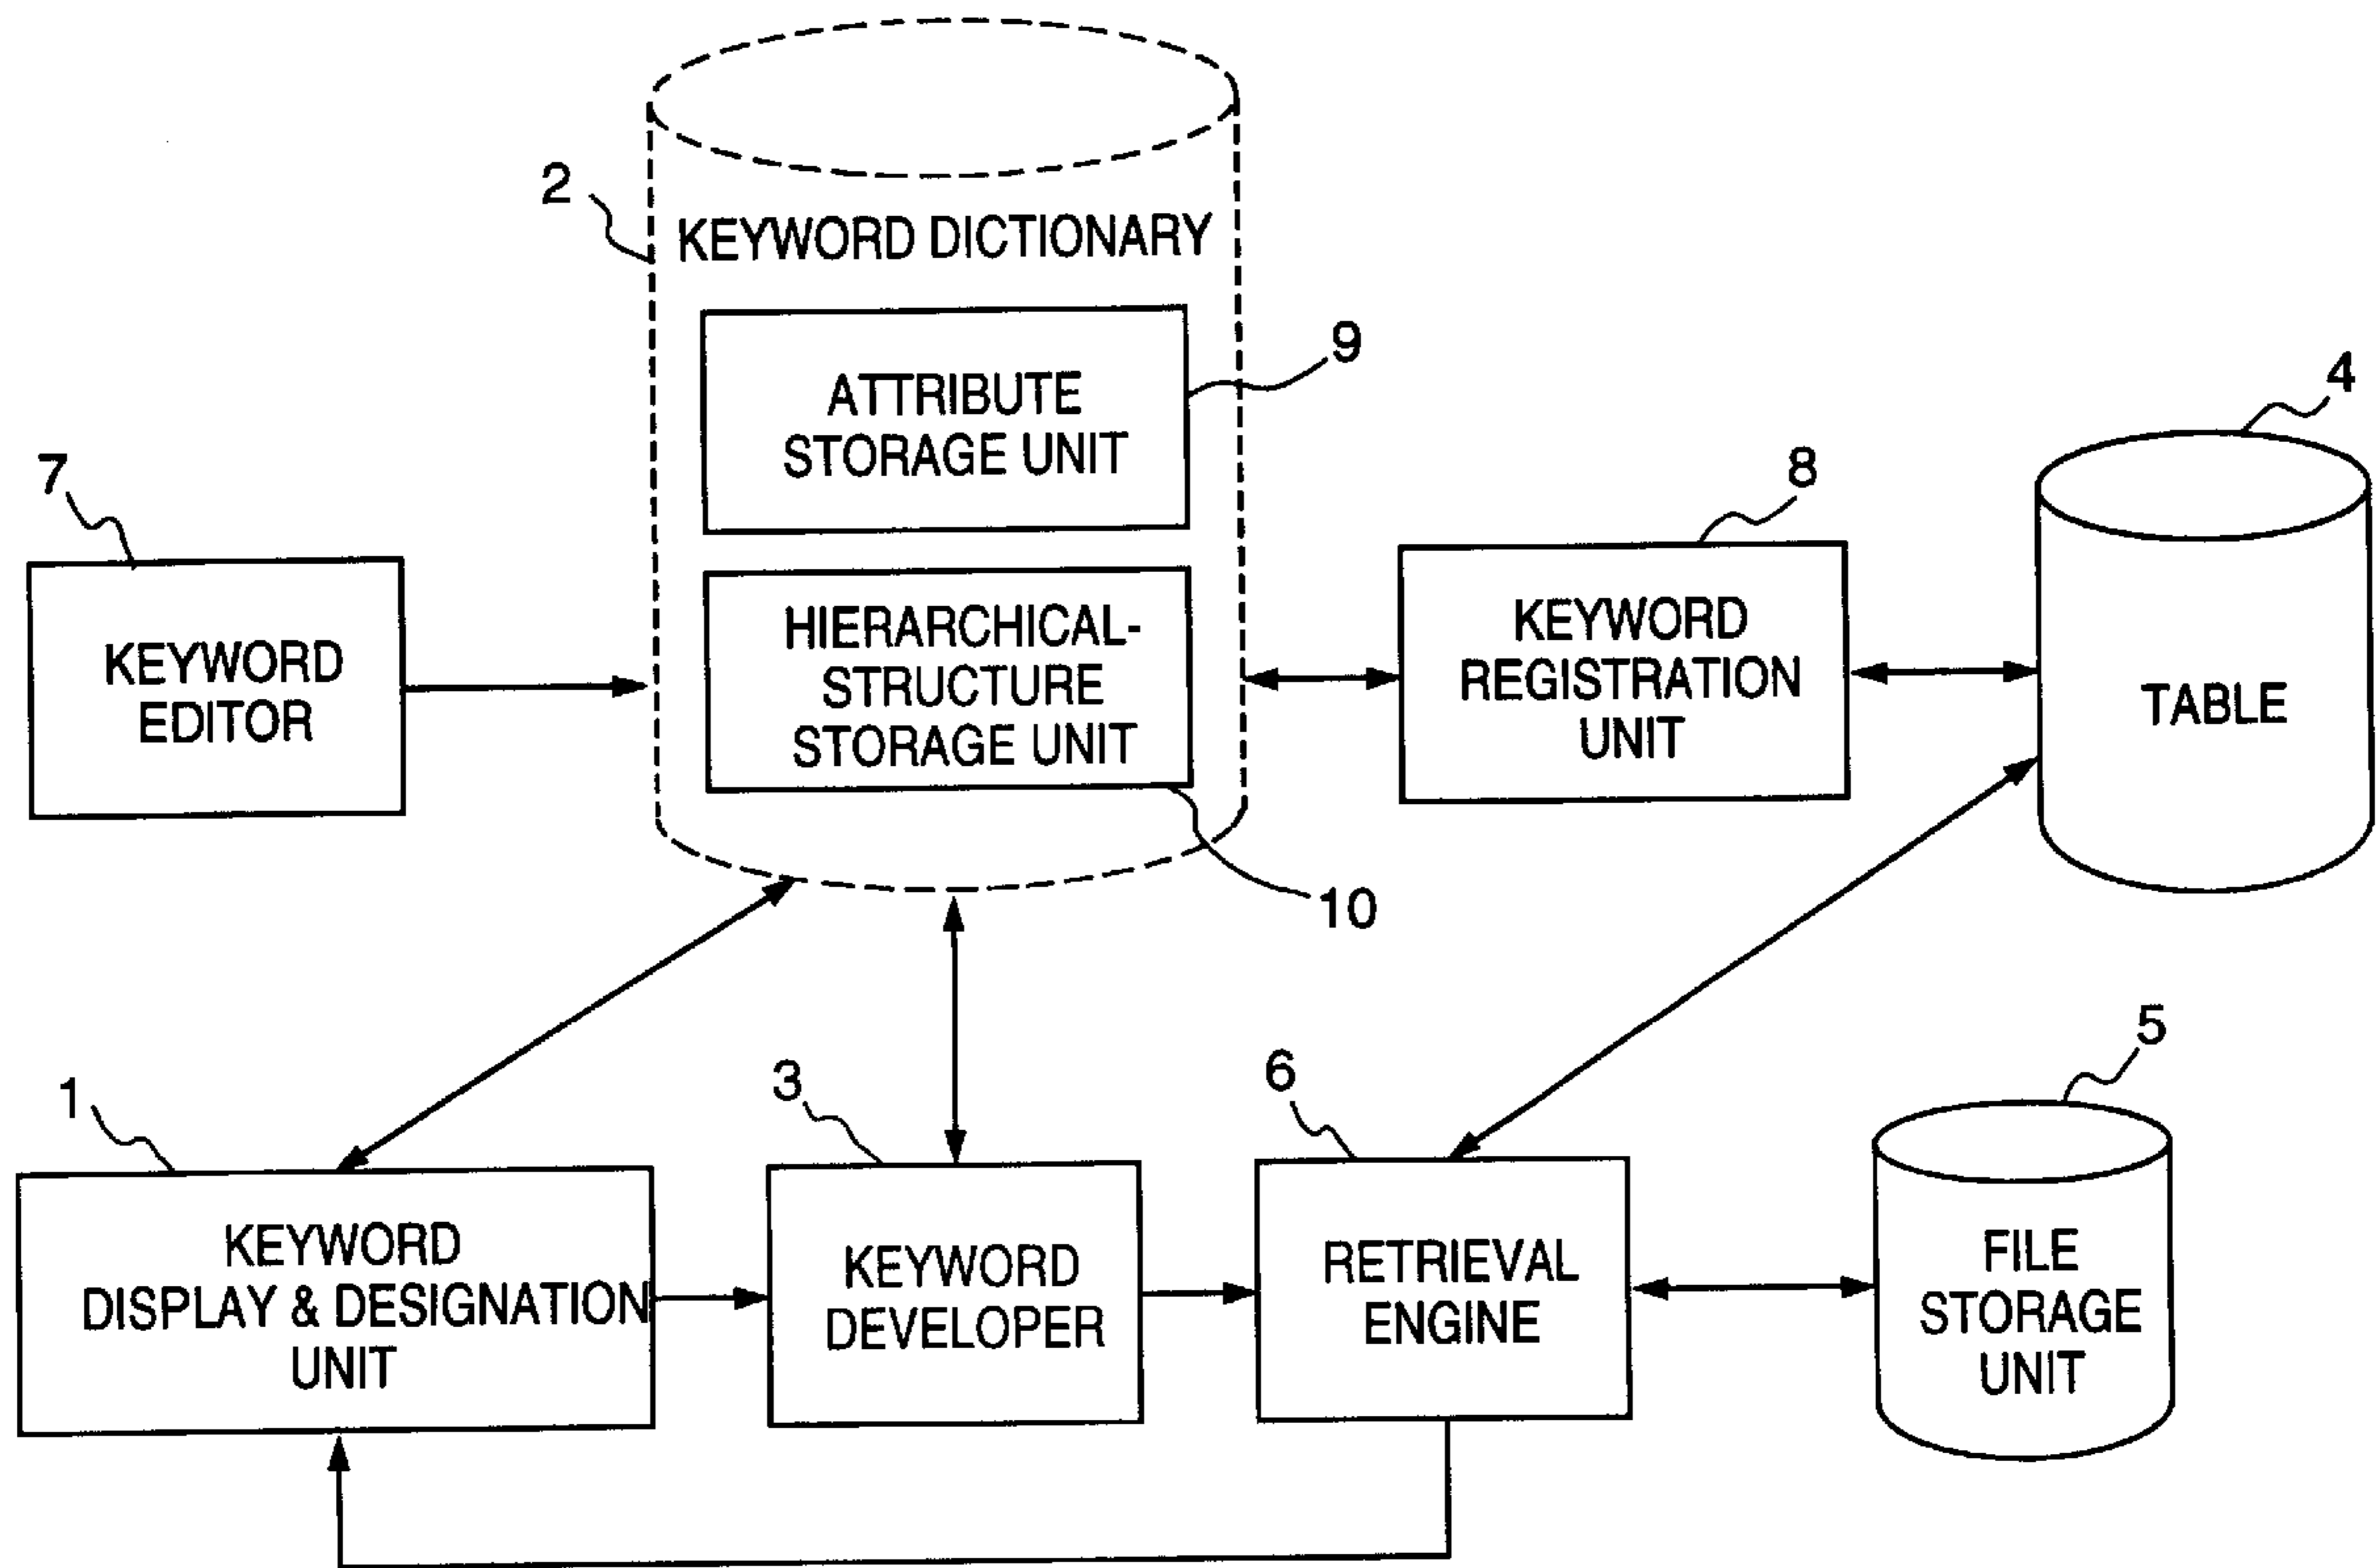 2
KEYWORD DICTIONARY
ATTRIBUTE
STORAGE UNIT
9
HIERARCHICAL-
STRUCTURE
STORAGE UNIT
10
7
KEYWORD
EDITOR
8
KEYWORD
REGISTRATION
UNIT
4
TABLE
1
KEYWORD
DISPLAY & DESIGNATION
UNIT
3
KEYWORD
DEVELOPER
6
RETRIEVAL
ENGINE
5
FILE
STORAGE
UNIT